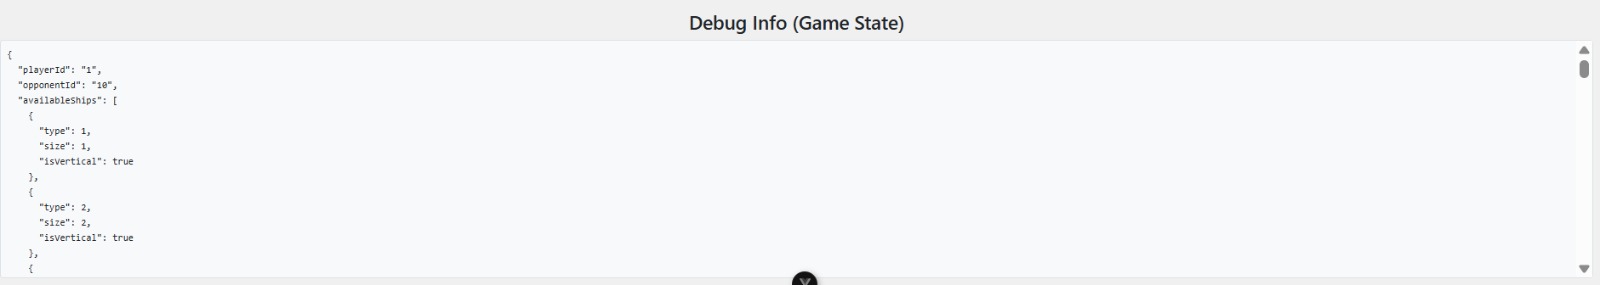 Debug Info (Game State)
{
"playerId": "1",
"opponentId": "10",
"availableShips": [
{
"type": 1,
"size": 1,
"isVertical": true
},
{
"type": 2,
"size": 2,
"isVertical": true
},
{